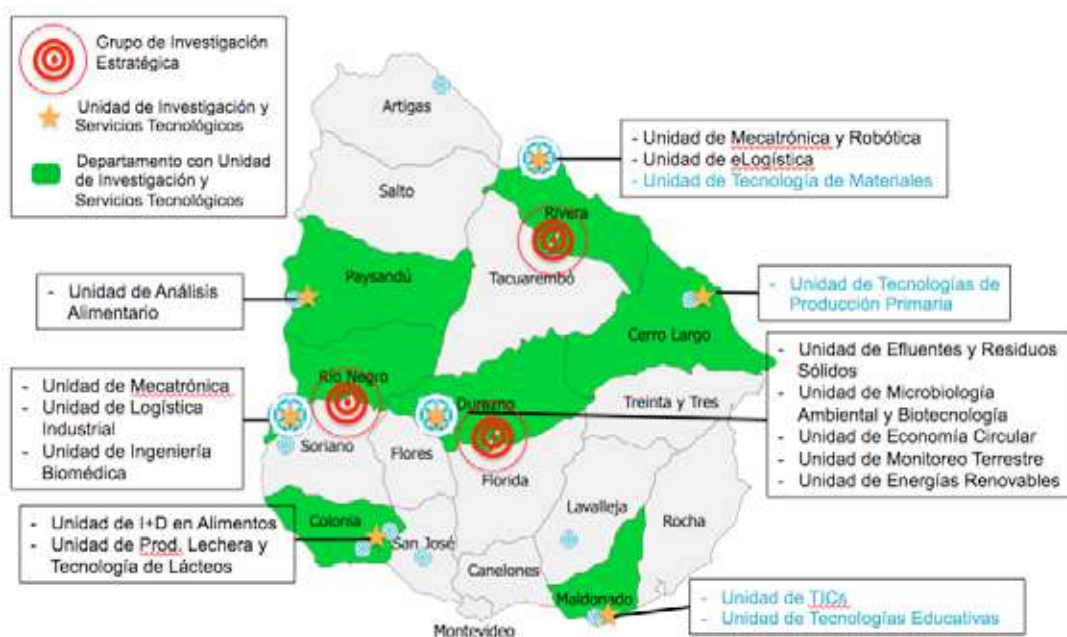 Grupo de Investigación
Estratégica
Unidad de Investigación y
Servicios Tecnológicos
Departamento con Unidad
de Investigación y
Servicios Tecnológicos
Artigas
Salto
- Unidad de Mecatrónica y Robótica
- Unidad de eLogística
- Unidad de Tecnología de Materiales
Rivera
Tacuarembó
Paysandú
- Unidad de Análisis
Alimentario
- Unidad de Tecnologías de
Producción Primaria
Cerro Largo
- Unidad de Mecatrónica
- Unidad de Logística
Industrial
- Unidad de Ingeniería
Biomédica
Río Negro
Durazno
Treinta y Tres
- Unidad de Efluentes y Residuos
Sólidos
- Unidad de Microbiología
Ambiental y Biotecnología
- Unidad de Economía Circular
- Unidad de Monitoreo Terrestre
- Unidad de Energías Renovables
Soriano
Flores
Florida
Lavalleja
Rocha
- Unidad de I+D en Alimentos
- Unidad de Prod. Lechera y
Tecnología de Lácteos
Colonia
San José
Canelones
Maldonado
Montevideo
- Unidad de TICs
- Unidad de Tecnologías Educativas